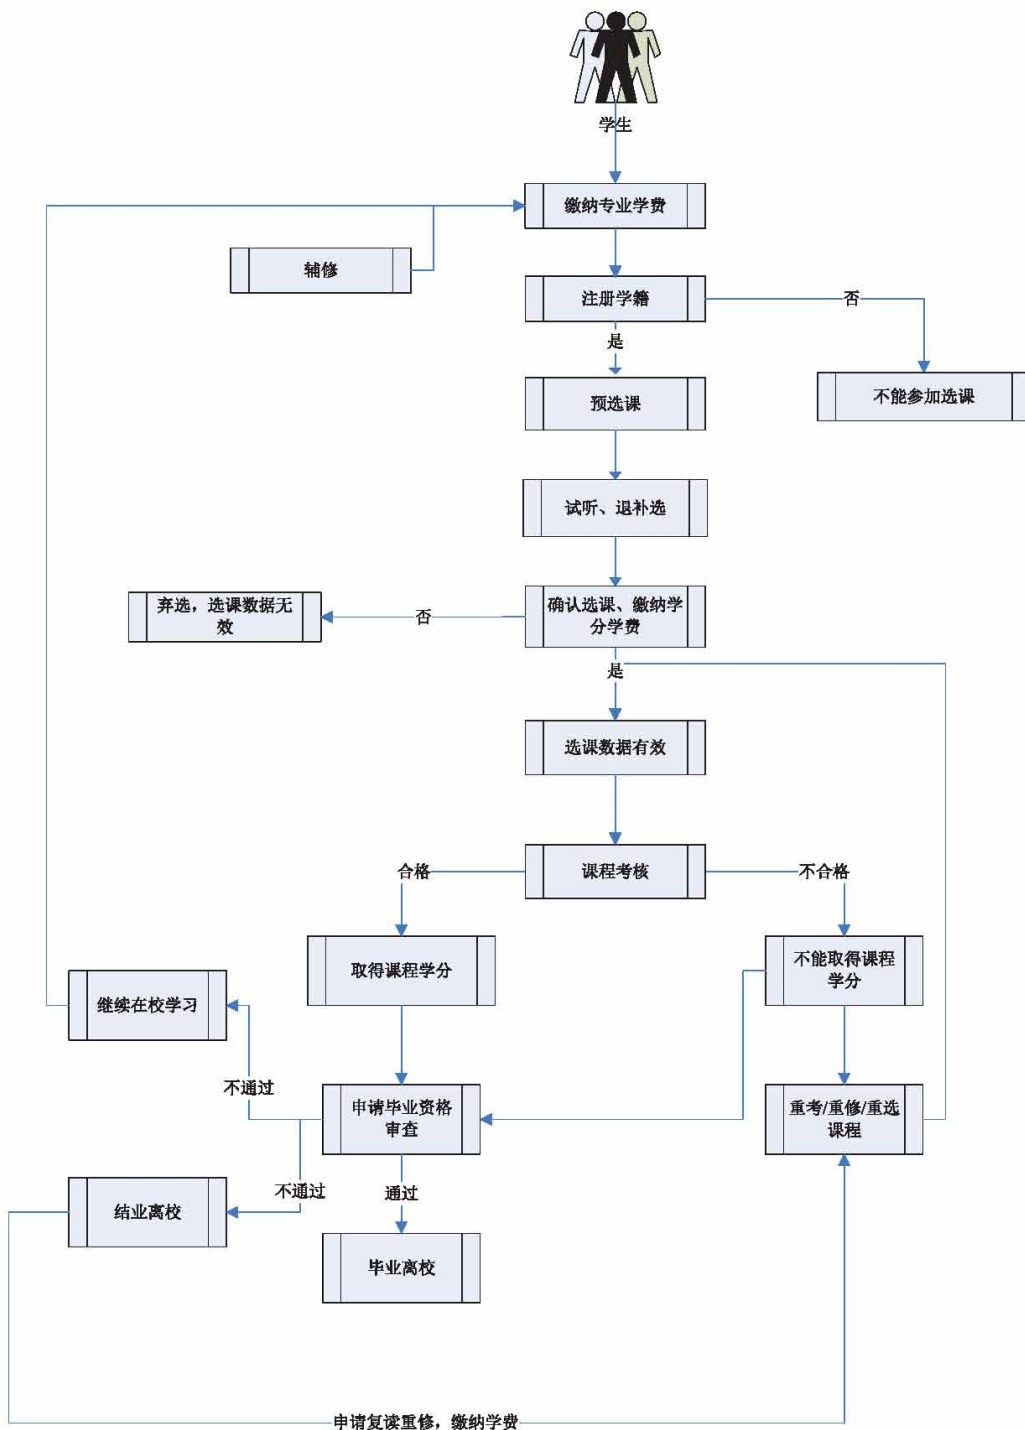 学生
缴纳专业学费
辅修
注册学籍
否
是
不能参加选课
预选课
试听、退补选
确认选课、缴纳学
分学费
弃选，选课数据无
效
否
是
选课数据有效
课程考核
合格
不合格
取得课程学分
不能取得课程
学分
继续在校学习
不通过
申请毕业资格
审查
重考/重修/重选
课程
不通过
通过
结业离校
毕业离校
申请复读重修，缴纳学费